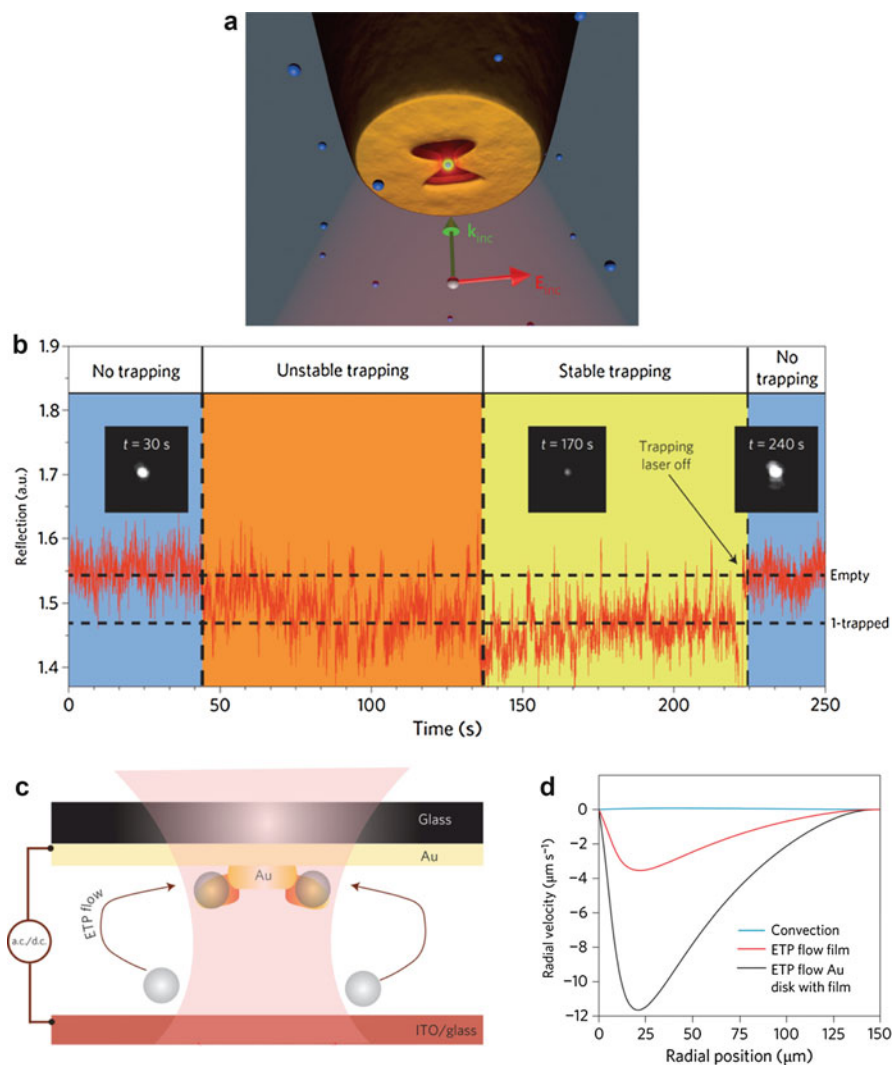 a
k inc
E inc
b
1.9
1.8
1.7
1.6
1.5
1.4
Reflection (a.u.)
No trapping
Unstable trapping
Stable trapping
No
trapping
t = 30 s
t = 170 s
t = 240 s
Trapping
laser off
Empty
1-trapped
0
50
100
150
200
250
Time (s)
c
Glass
Au
Au
ETP flow
a.c./d.c.
ITO/glass
d
0
−2
−4
−6
−8
−10
−12
Radial velocity (μm s⁻¹)
Convection
ETP flow film
ETP flow Au
disk with film
0
25
50
75
100
125
150
Radial position (μm)